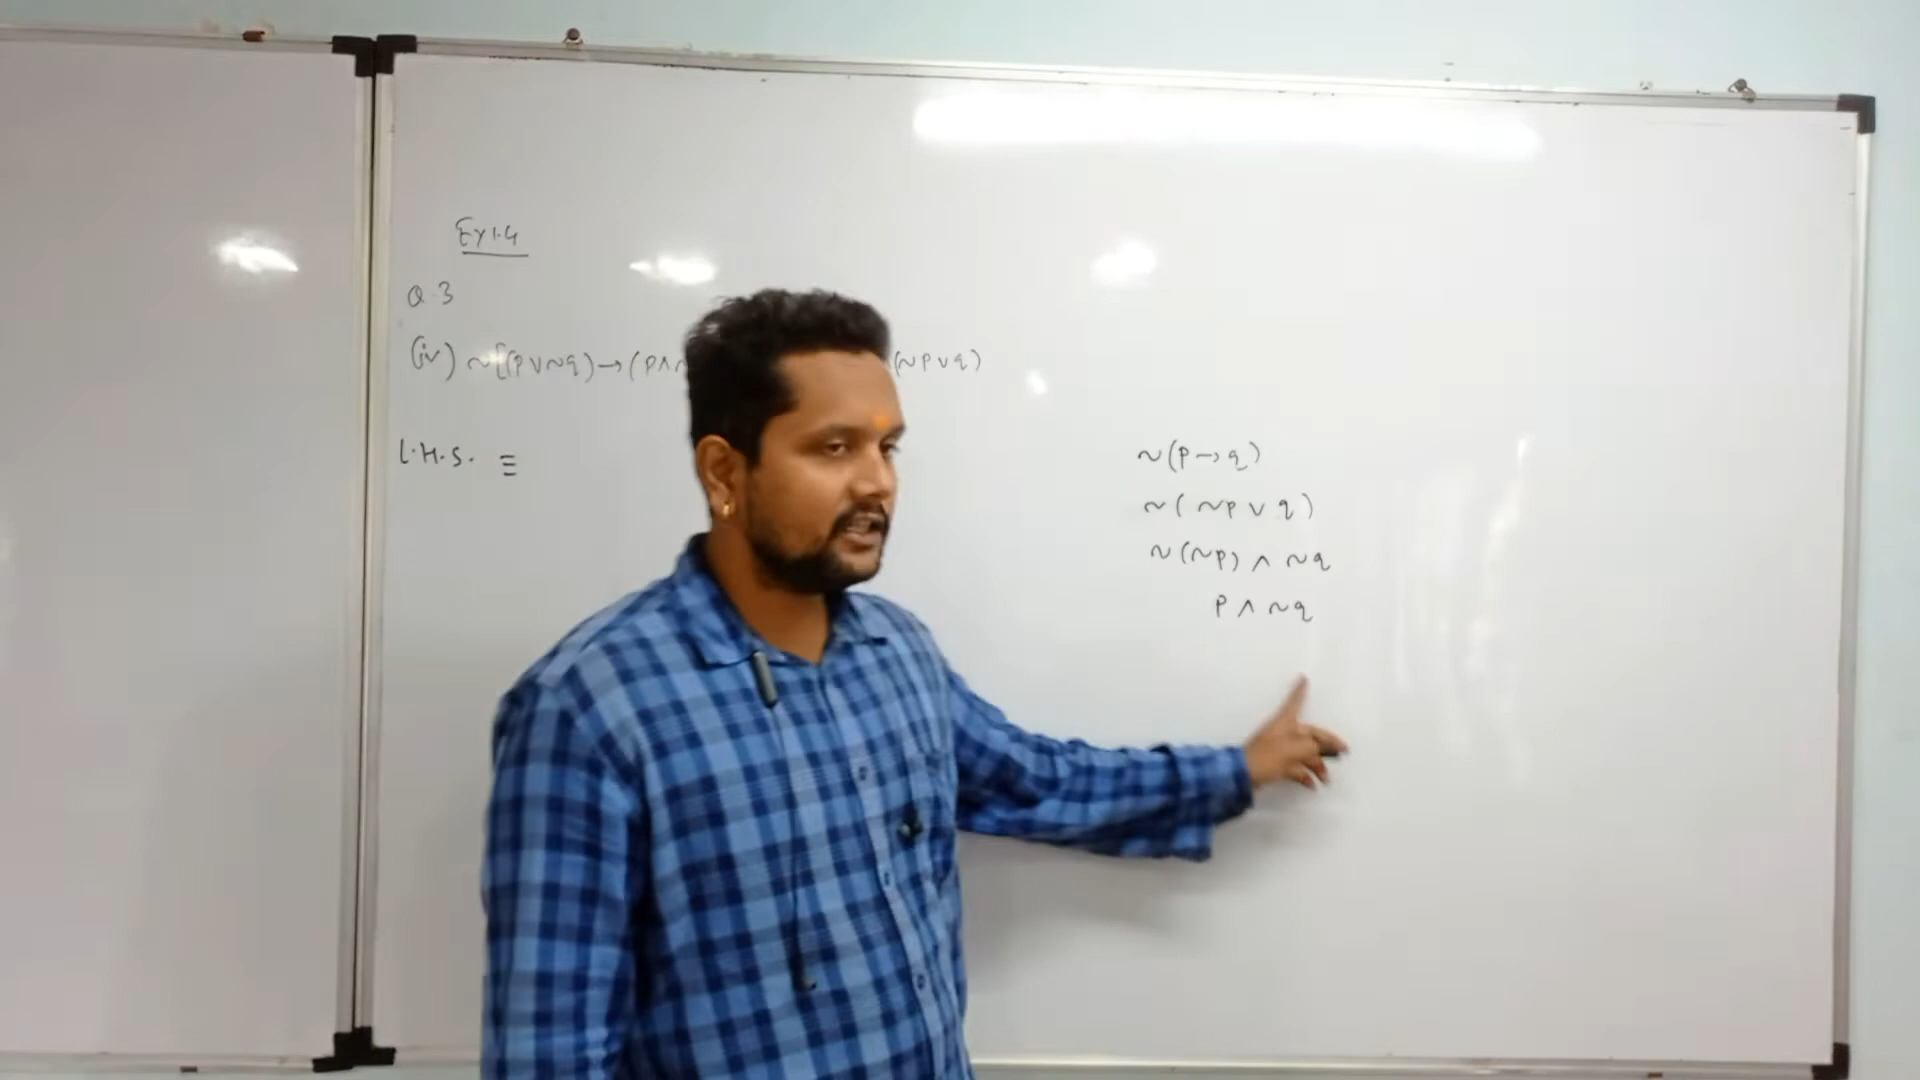 Ex 1.4
Q.3
(iv) ~[(p∨~q)→(p∧ (~p∨q)
L.H.S. ≡
~(p→q)
~(~p∨q)
~(~p)∧~q
p∧~q